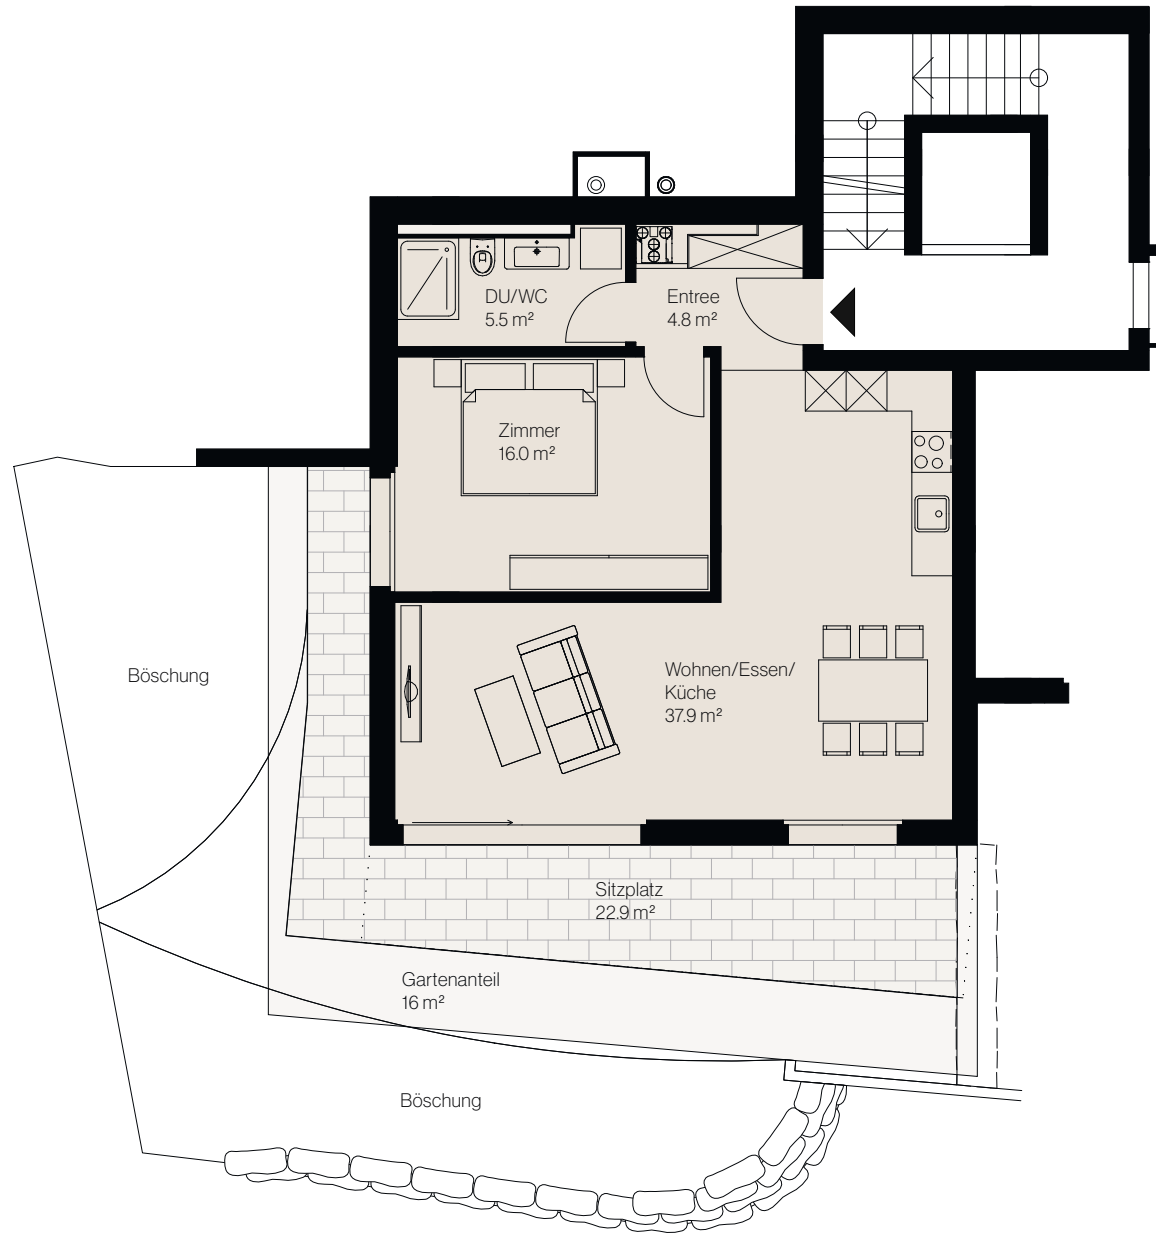 DU/WC
5.5 m²
Entree
4.8 m²
Zimmer
16.0 m²
Böschung
Wohnen/Essen/
Küche
37.9 m²
Sitzplatz
22.9 m²
Gartenanteil
16 m²
Böschung